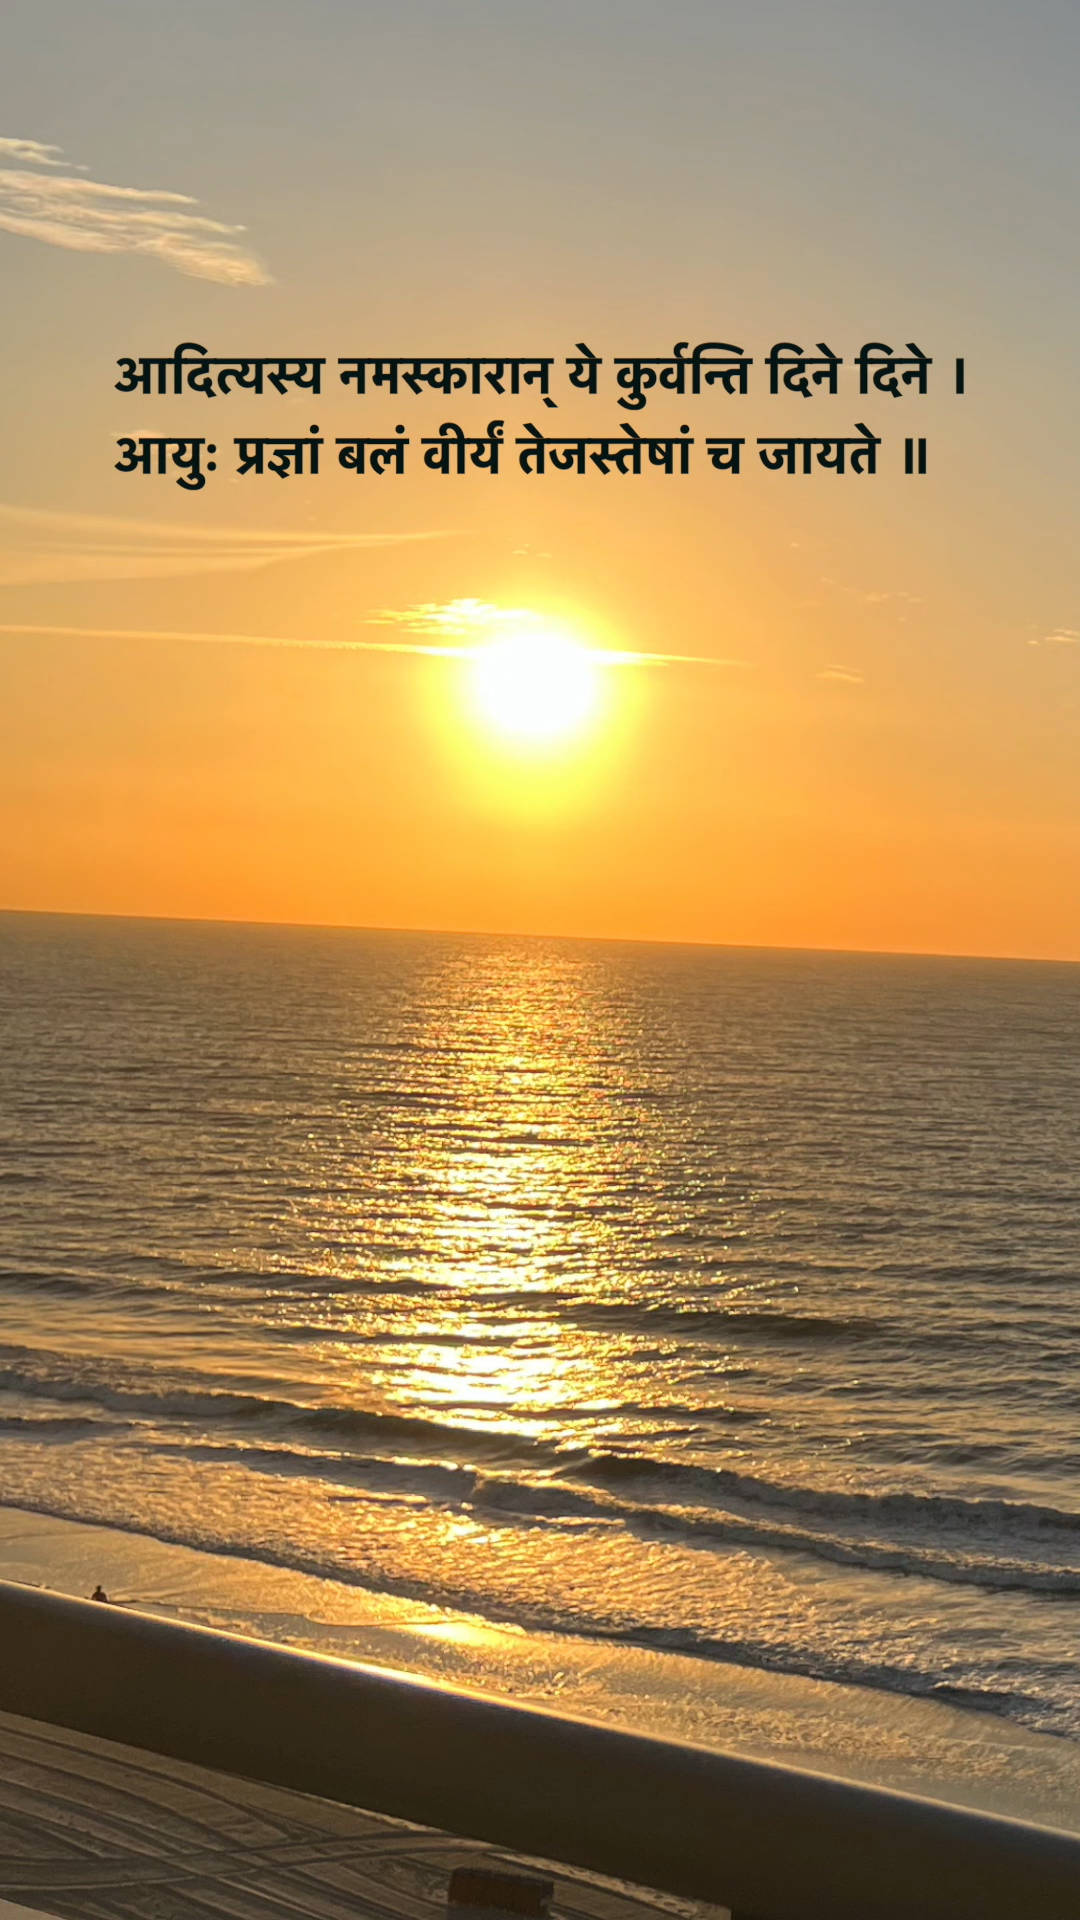 आदित्यस्य नमस्कारान् ये कुर्वन्ति दिने दिने ।
आयुः प्रज्ञां बलं वीर्यं तेजस्तेषां च जायते ॥